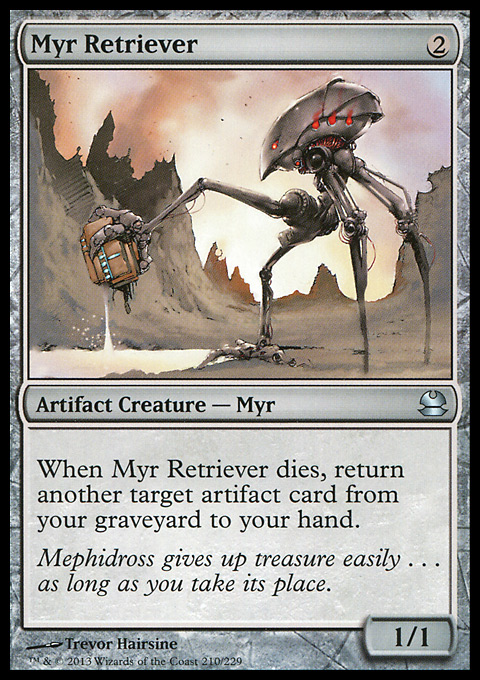 Myr Retriever 2
Artifact Creature — Myr
When Myr Retriever dies, return
another target artifact card from
your graveyard to your hand.
Mephidross gives up treasure easily . . .
as long as you take its place.
Trevor Hairsine
1/1
™ & © 2013 Wizards of the Coast 210/229